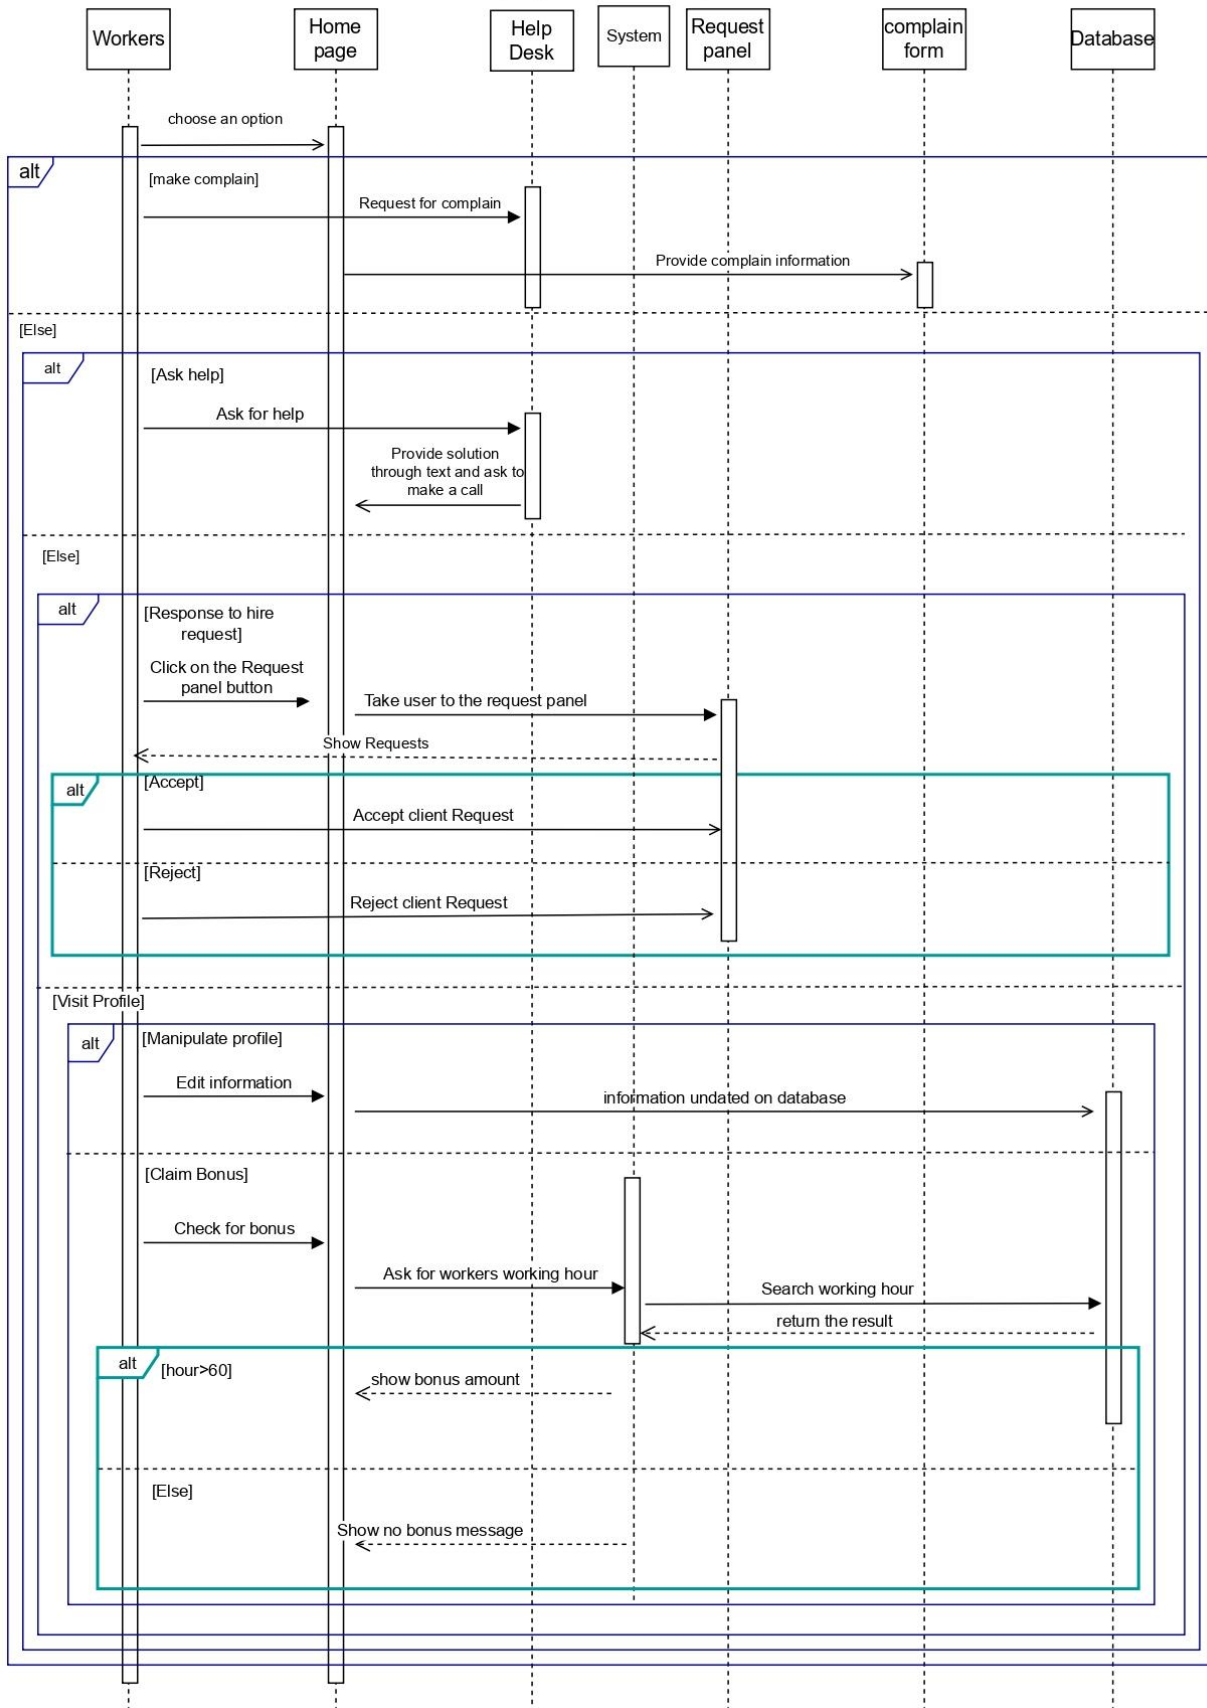 Workers
Home
page
Help
Desk
System
Request
panel
complain
form
Database
choose an option
alt
[make complain]
Request for complain
Provide complain information
[Else]
alt
[Ask help]
Ask for help
Provide solution
through text and ask to
make a call
[Else]
alt
[Response to hire
request]
Click on the Request
panel button
Take user to the request panel
Show Requests
alt
[Accept]
Accept client Request
[Reject]
Reject client Request
[Visit Profile]
alt
[Manipulate profile]
Edit information
information undated on database
[Claim Bonus]
Check for bonus
Ask for workers working hour
Search working hour
return the result
alt
[hour>60]
show bonus amount
[Else]
Show no bonus message